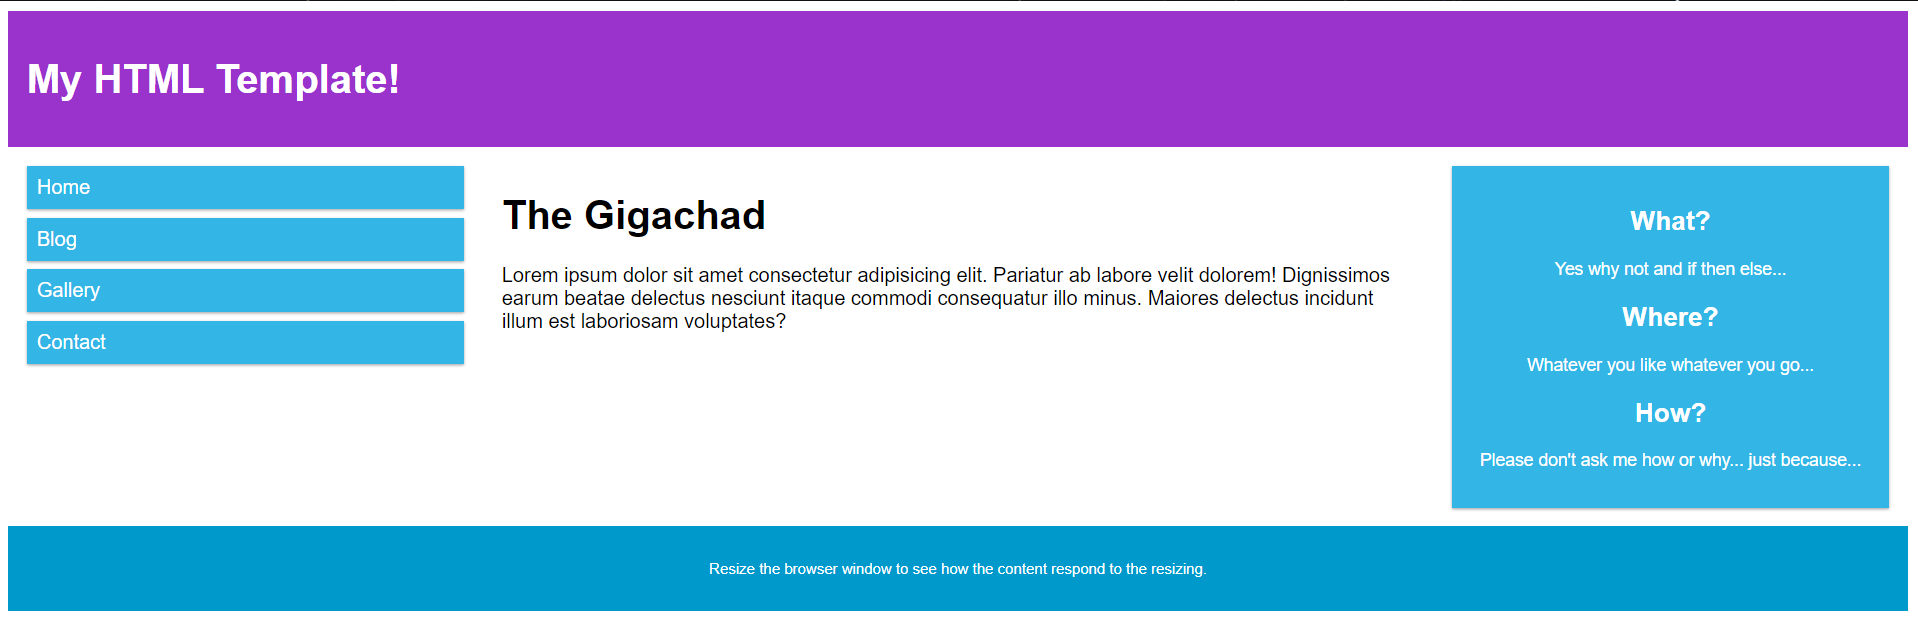 My HTML Template!
Home
Blog
Gallery
Contact
The Gigachad
Lorem ipsum dolor sit amet consectetur adipisicing elit. Pariatur ab labore velit dolorem! Dignissimos
earum beatae delectus nesciunt itaque commodi consequatur illo minus. Maiores delectus incidunt
illum est laboriosam voluptates?
What?
Yes why not and if then else...
Where?
Whatever you like whatever you go...
How?
Please don't ask me how or why... just because...
Resize the browser window to see how the content respond to the resizing.